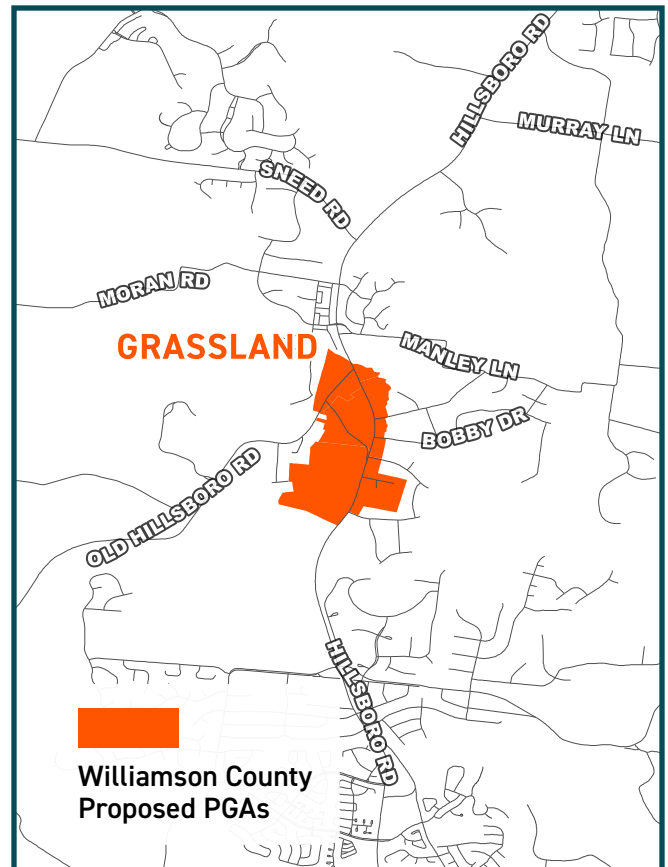 HILLSBORO RD
MURRAY LN
SNEED RD
MORAN RD
GRASSLAND
MANLEY LN
BOBBY DR
OLD HILLSBORO RD
HILLSBORO RD
Williamson County
Proposed PGAs